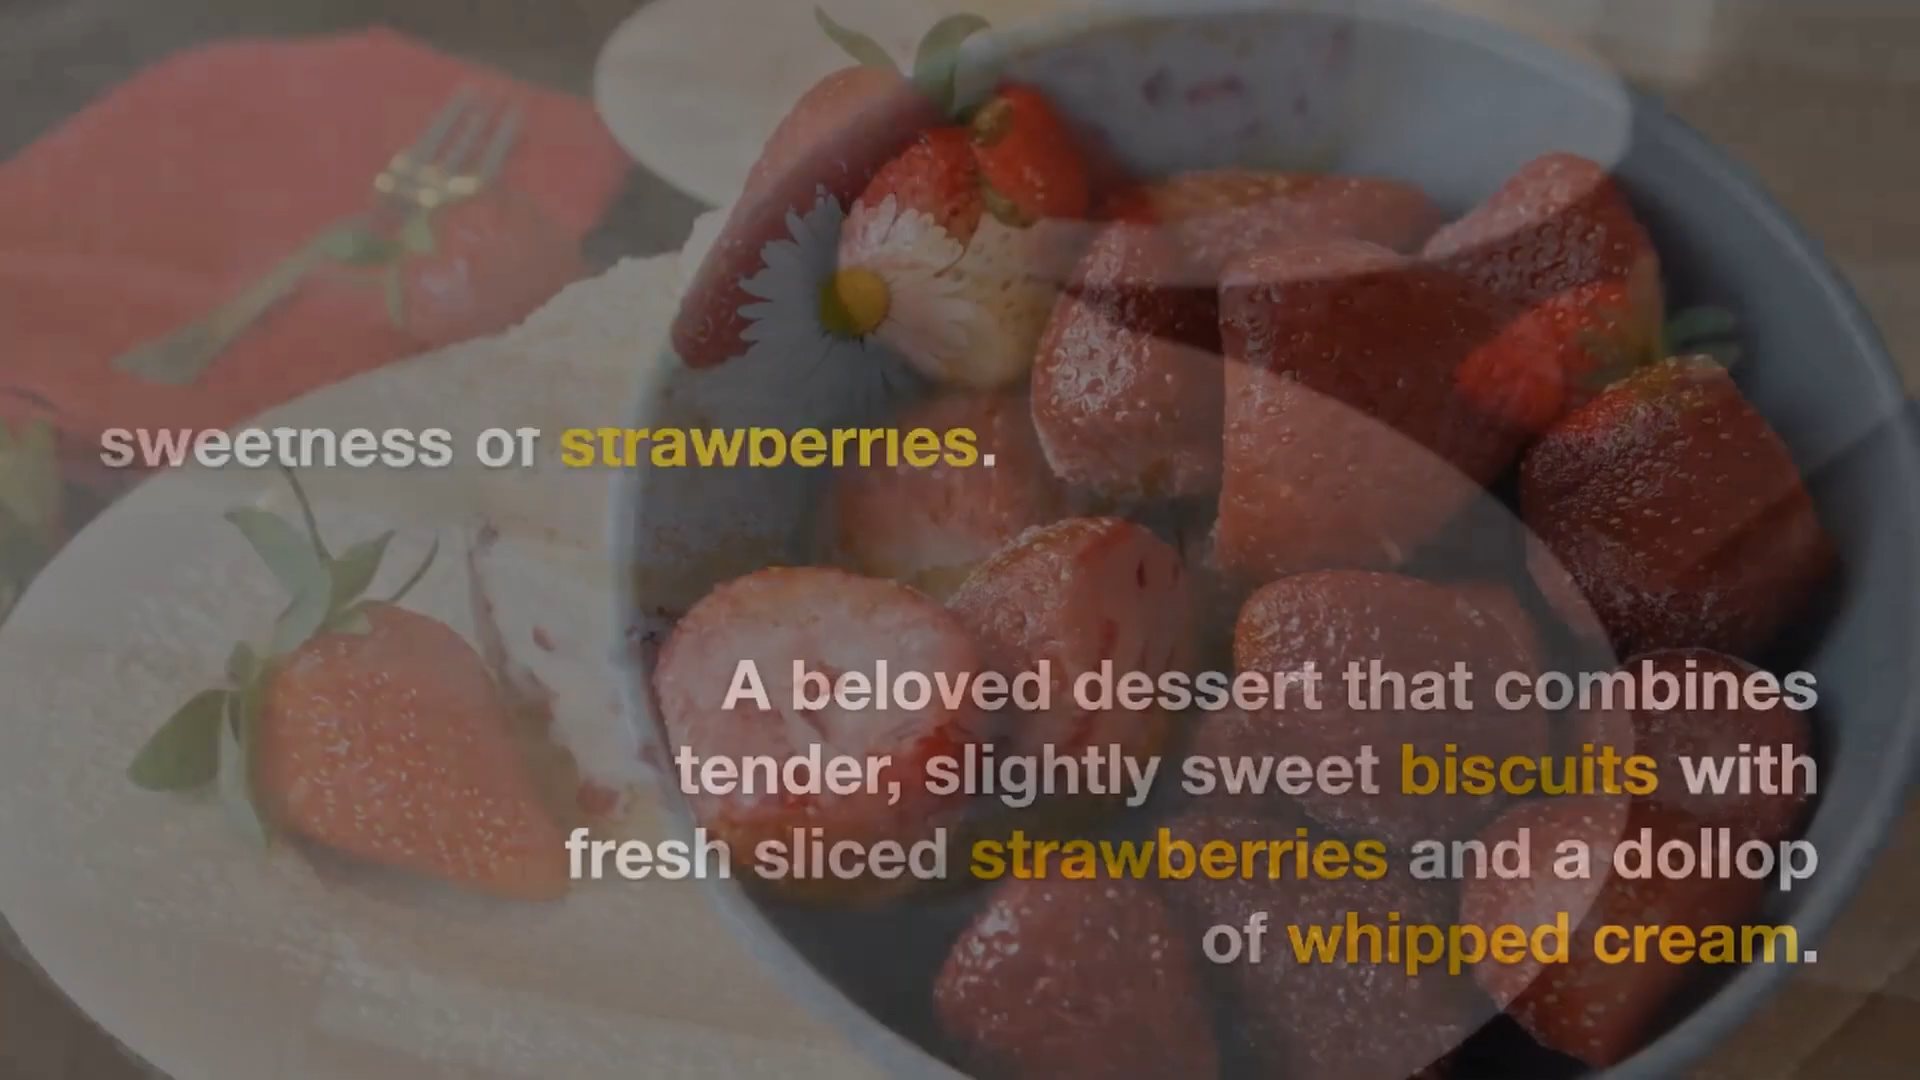 sweetness of strawberries.
A beloved dessert that combines
tender, slightly sweet biscuits with
fresh sliced strawberries and a dollop
of whipped cream.